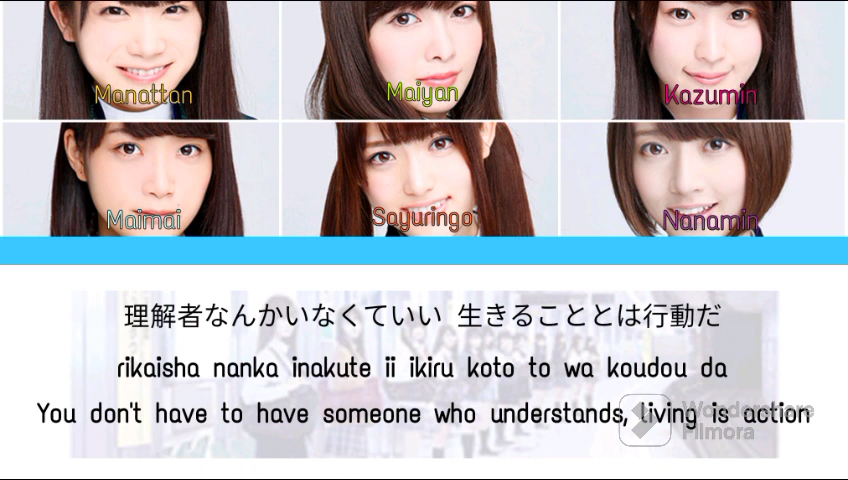 Manattan
Maiyan
Kazumin
Maimai
Sayuringo
Nanamin
理解者なんかいなくていい 生きることとは行動だ
rikaisha nanka inakute ii ikiru koto to wa koudou da
You don't have to have someone who understands, living is action
Wondershare
Filmora